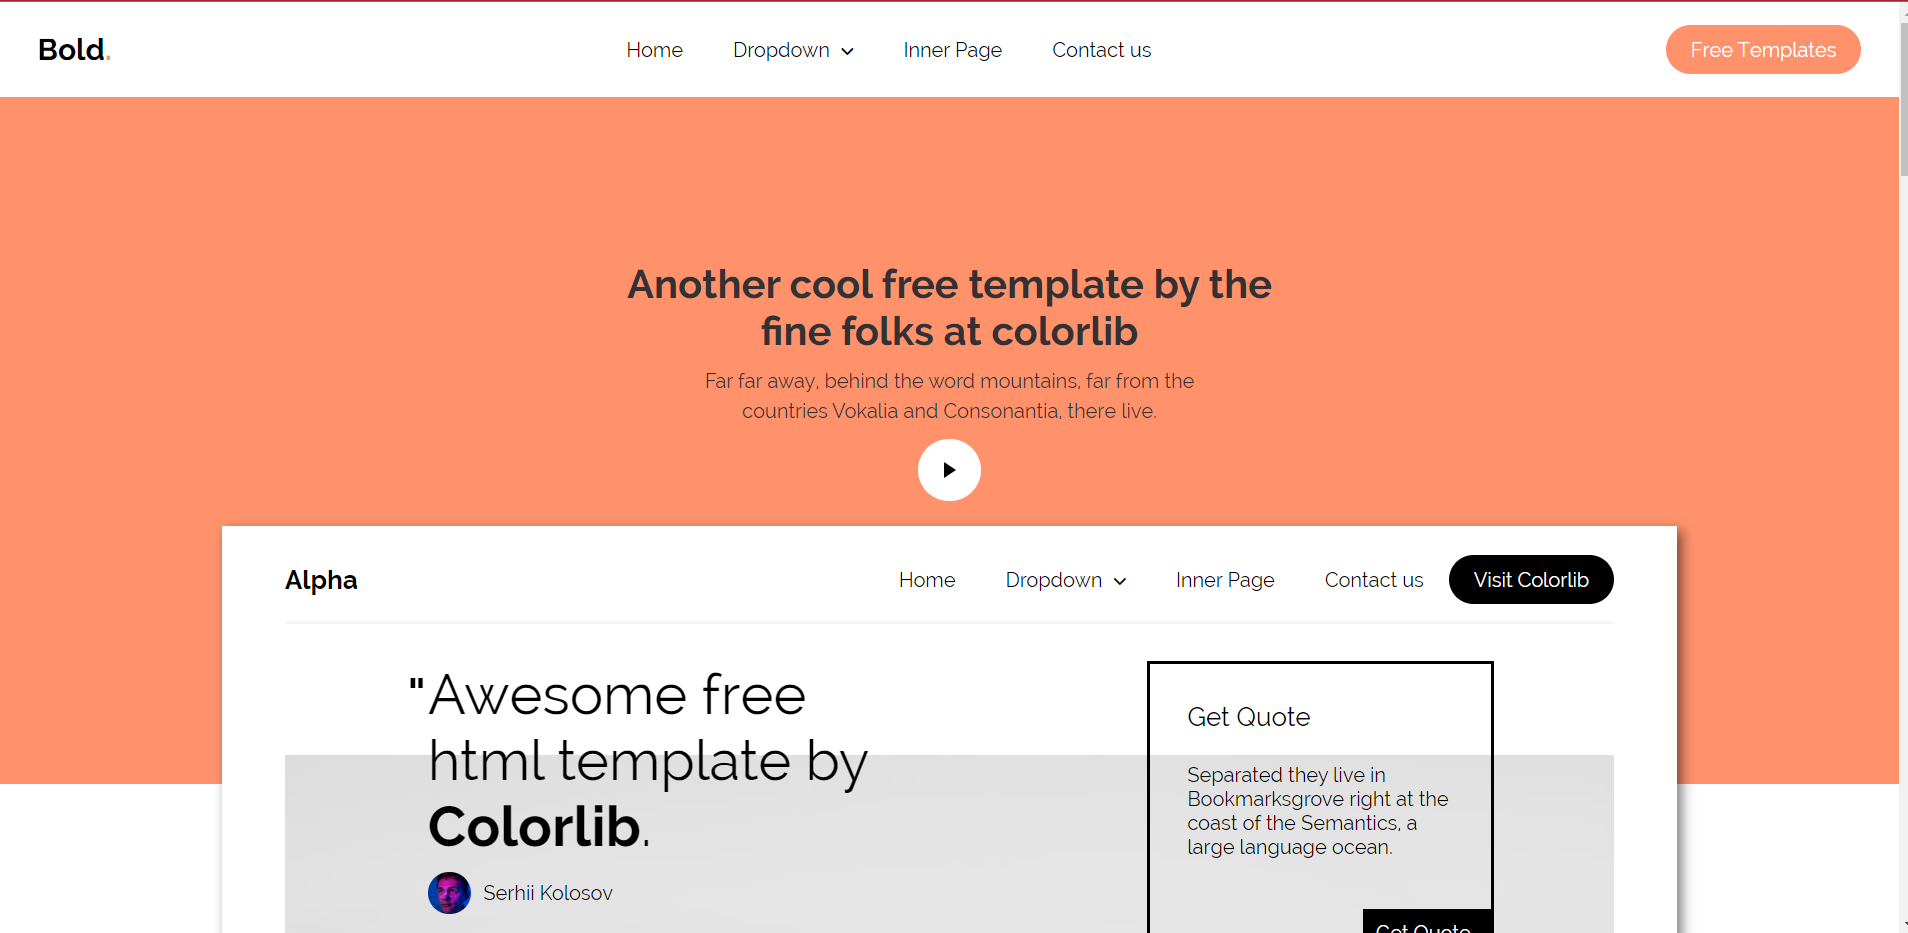 Bold.
Home Dropdown Inner Page Contact us
Free Templates
Another cool free template by the
fine folks at colorlib
Far far away, behind the word mountains, far from the
countries Vokalia and Consonantia, there live.
Alpha
Home Dropdown Inner Page Contact us
Visit Colorlib
"Awesome free
html template by
Colorlib.
Serhii Kolosov
Get Quote
Separated they live in
Bookmarksgrove right at the
coast of the Semantics, a
large language ocean.
Get Quote